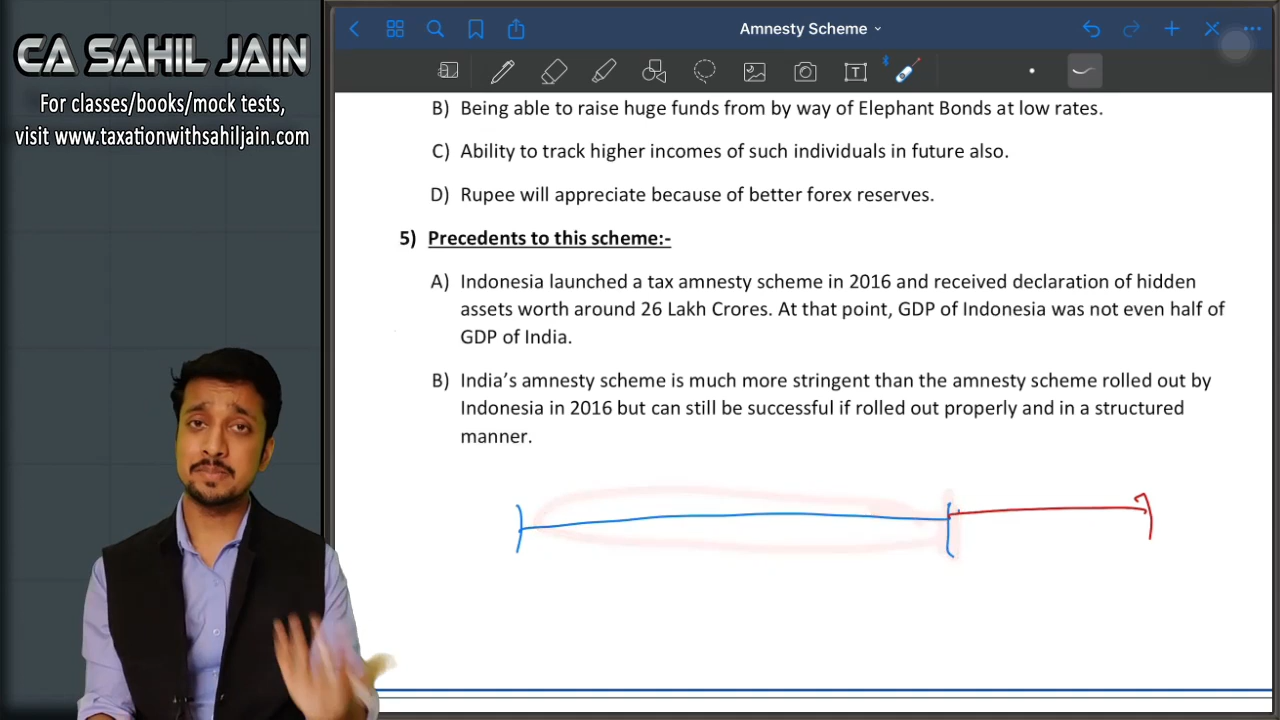 CA SAHIL JAIN
For classes/books/mock tests,
visit www.taxationwithsahiljain.com
Amnesty Scheme
T
B) Being able to raise huge funds from by way of Elephant Bonds at low rates.
C) Ability to track higher incomes of such individuals in future also.
D) Rupee will appreciate because of better forex reserves.
5) Precedents to this scheme:-
A) Indonesia launched a tax amnesty scheme in 2016 and received declaration of hidden
assets worth around 26 Lakh Crores. At that point, GDP of Indonesia was not even half of
GDP of India.
B) India’s amnesty scheme is much more stringent than the amnesty scheme rolled out by
Indonesia in 2016 but can still be successful if rolled out properly and in a structured
manner.